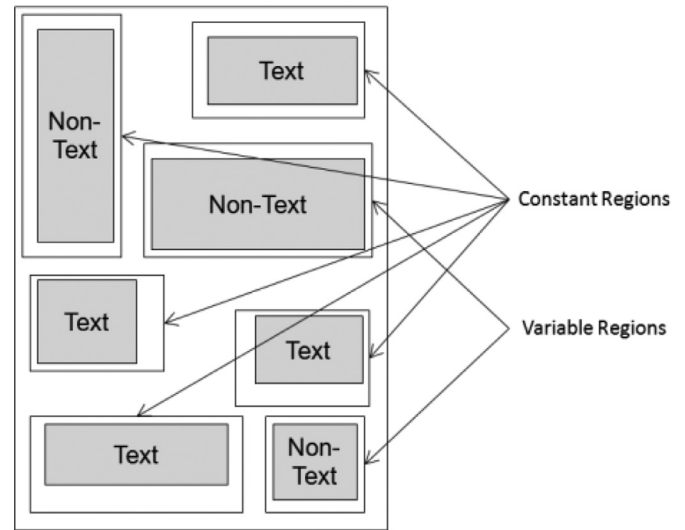 Text
Non-
Text
Non-Text
Constant Regions
Text
Text
Variable Regions
Text
Non-
Text